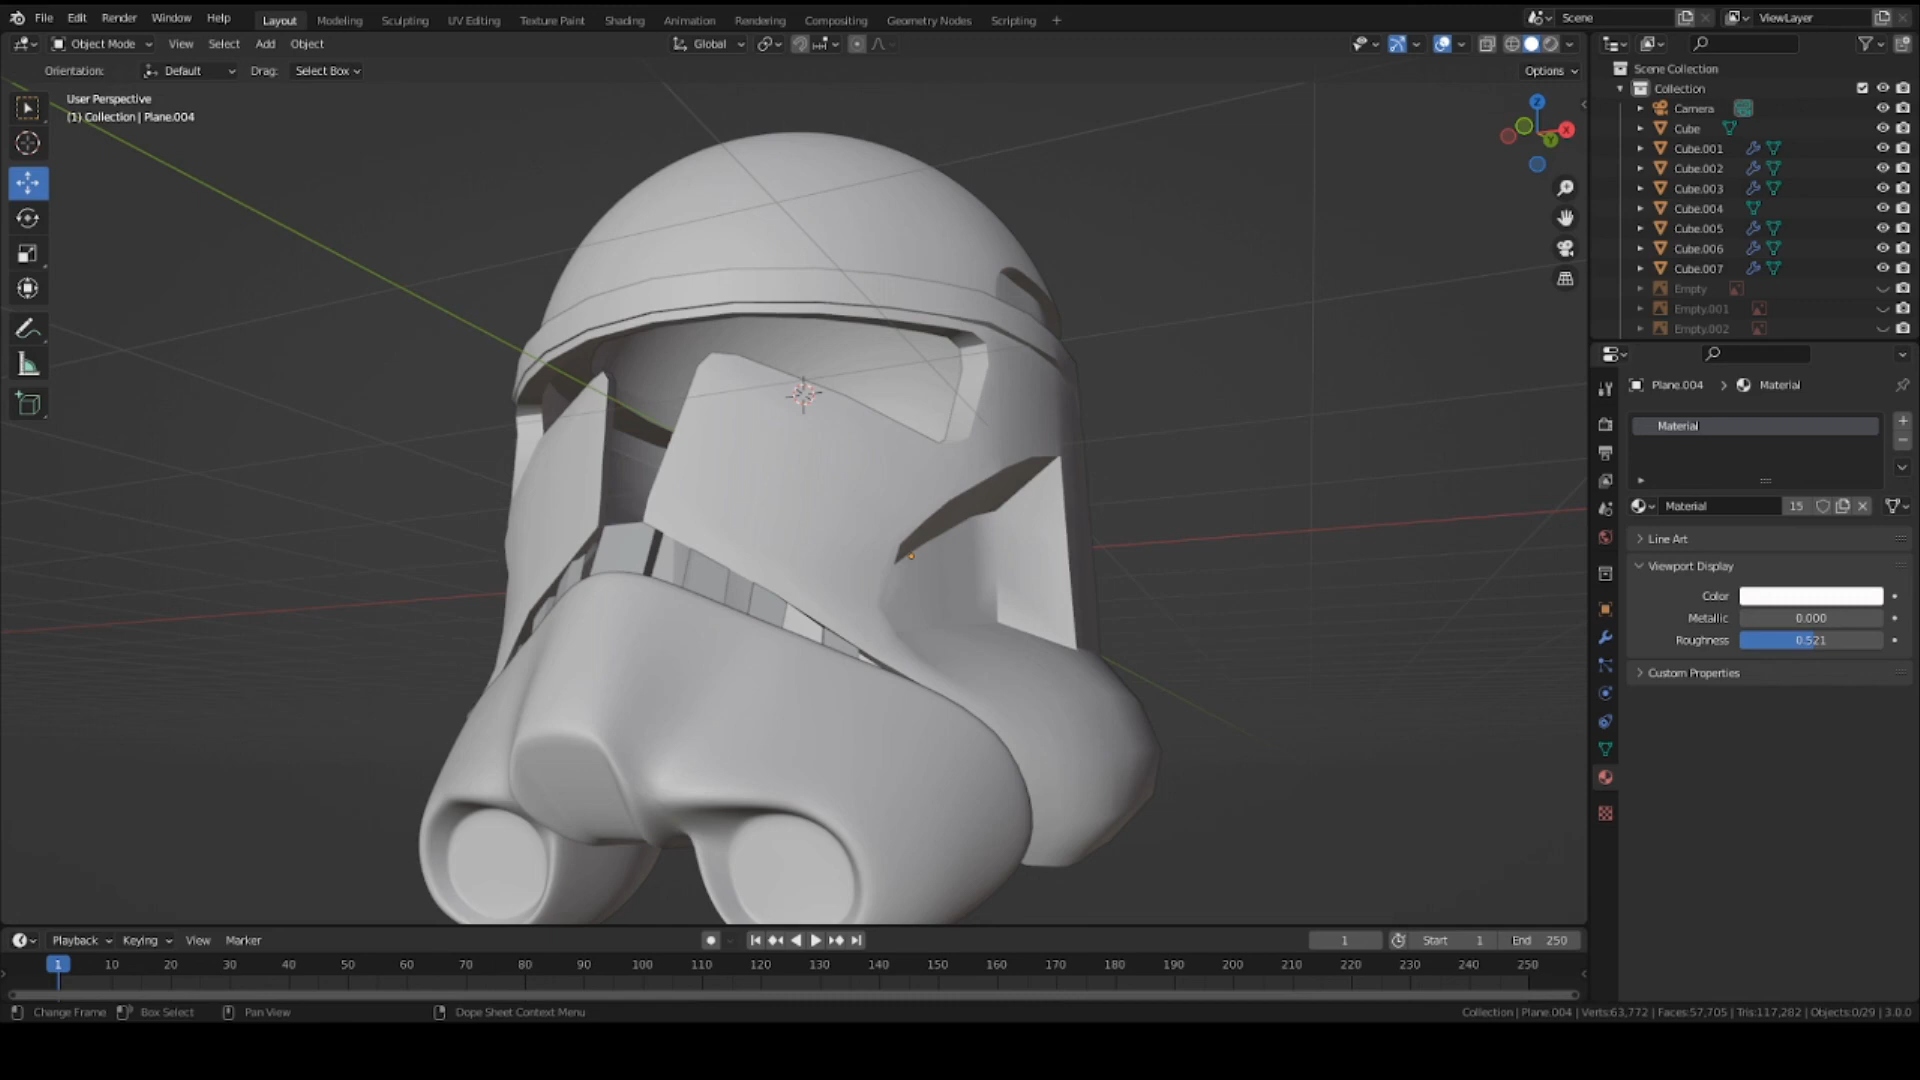 File Edit Render Window Help Layout Modeling Sculpting UV Editing Texture Paint Shading Animation Rendering Compositing Geometry Nodes Scripting + Scene ViewLayer
Object Mode View Select Add Object Global
Orientation: Default Drag: Select Box Options
User Perspective
(1) Collection | Plane.004
Z
X
Y
Scene Collection
Collection
Camera
Cube
Cube.001
Cube.002
Cube.003
Cube.004
Cube.005
Cube.006
Cube.007
Empty
Empty.001
Empty.002
Plane.004 > Material
Material
Material 15
Line Art
Viewport Display
Color
Metallic 0.000
Roughness 0.521
Custom Properties
Playback Keying View Marker 1 Start 1 End 250
1 10 20 30 40 50 60 70 80 90 100 110 120 130 140 150 160 170 180 190 200 210 220 230 240 250
Change Frame Box Select Pan View Dope Sheet Context Menu Collection | Plane.004 | Verts:63,772 | Faces:57,705 | Tris:117,282 | Objects:0/29 | 3.0.0